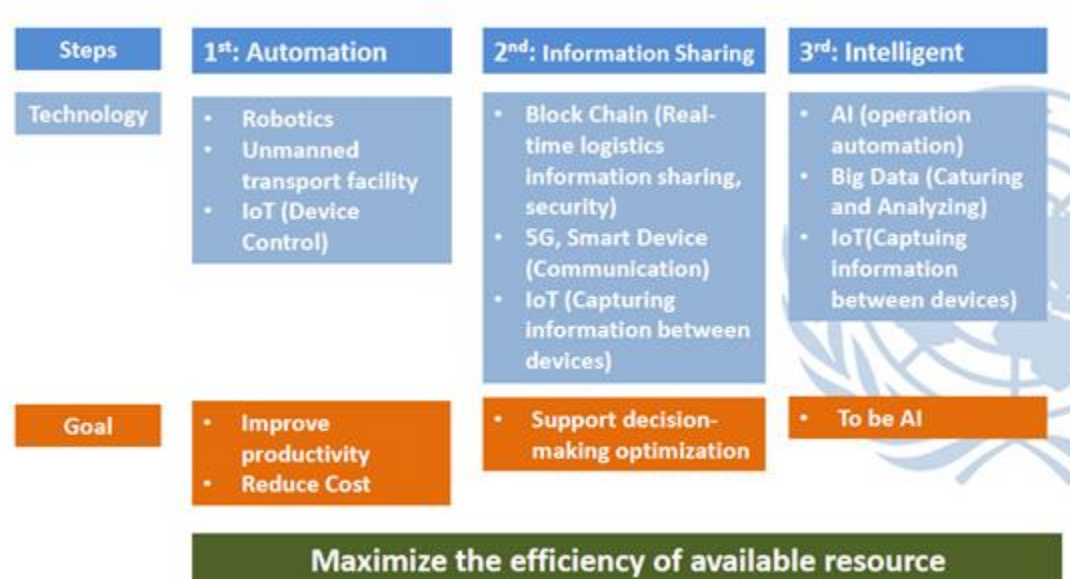 Steps
1st: Automation
2nd: Information Sharing
3rd: Intelligent
Technology
• Robotics
• Unmanned
transport facility
• IoT (Device
Control)
• Block Chain (Real-
time logistics
information sharing,
security)
• 5G, Smart Device
(Communication)
• IoT (Capturing
information between
devices)
• AI (operation
automation)
• Big Data (Caturing
and Analyzing)
• IoT(Captuing
information
between devices)
Goal
• Improve
productivity
• Reduce Cost
• Support decision-
making optimization
• To be AI
Maximize the efficiency of available resource